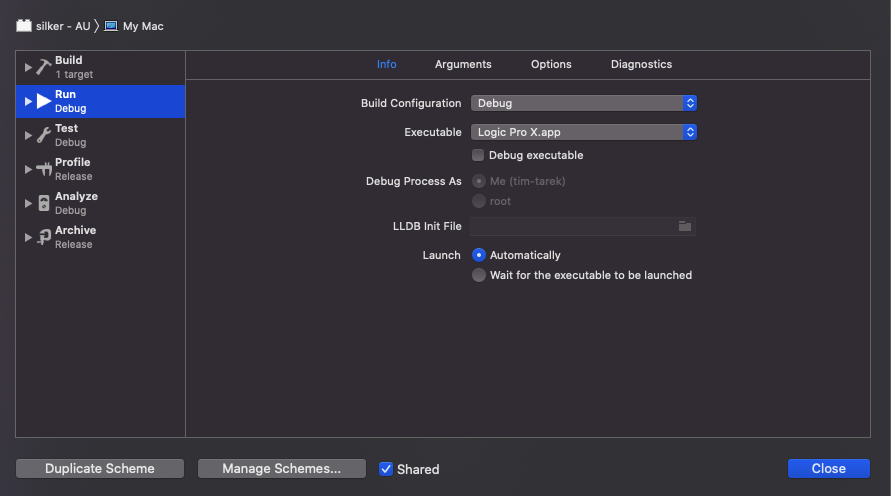 silker - AU 〉 My Mac
Build
1 target
Run
Debug
Test
Debug
Profile
Release
Analyze
Debug
Archive
Release
Info Arguments Options Diagnostics
Build Configuration Debug
Executable Logic Pro X.app
Debug executable
Debug Process As Me (tim-tarek)
root
LLDB Init File
Launch Automatically
Wait for the executable to be launched
Duplicate Scheme Manage Schemes... Shared Close